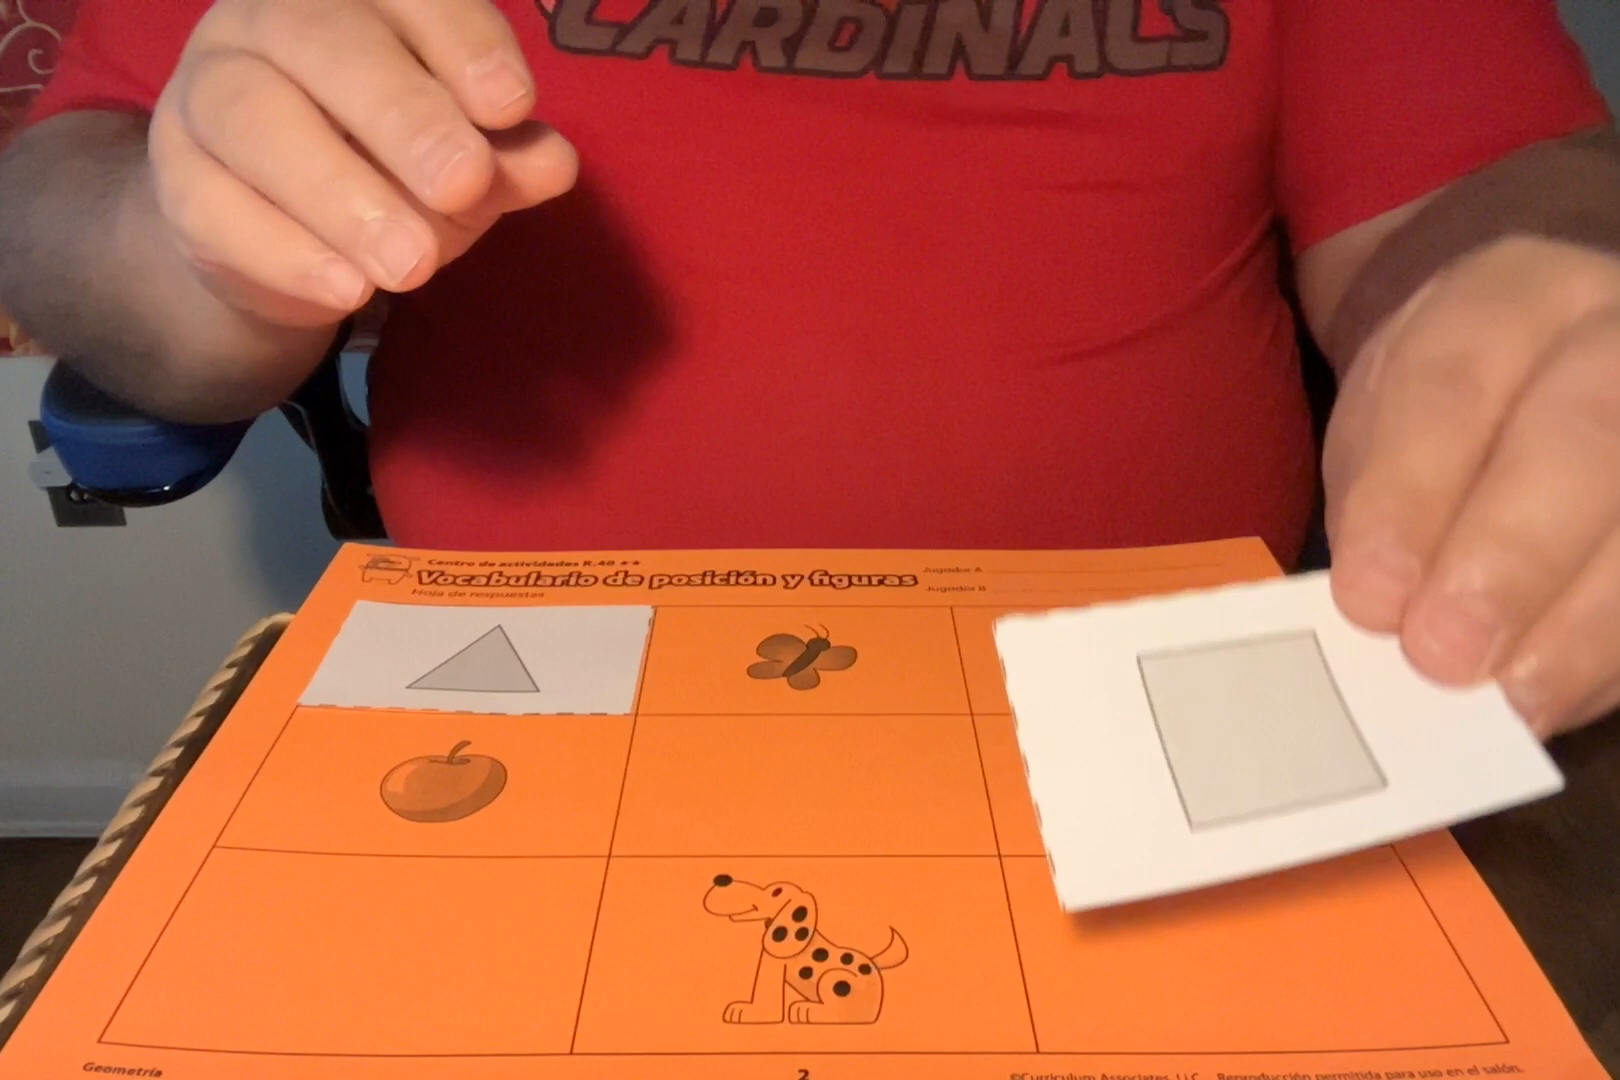 CARDINALS
Centro de actividades R.40 ★★
Vocabulario de posición y figuras
Hoja de respuestas
Jugador A
Jugador B
Geometría
2
©Curriculum Associates, LLC Reproducción permitida para uso en el salón.